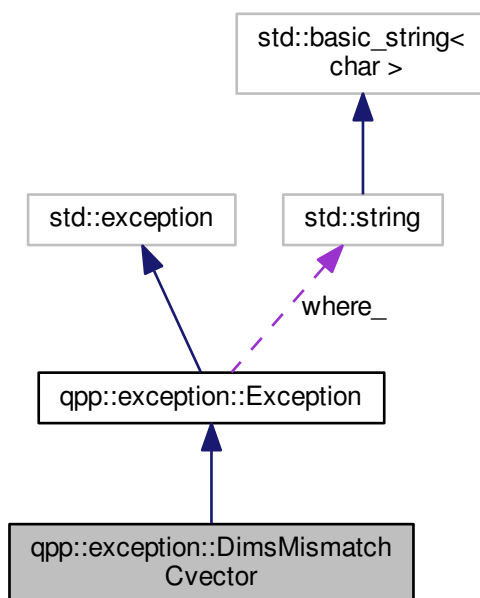 std::basic_string<
char >
std::exception
std::string
where_
qpp::exception::Exception
qpp::exception::DimsMismatch
Cvector